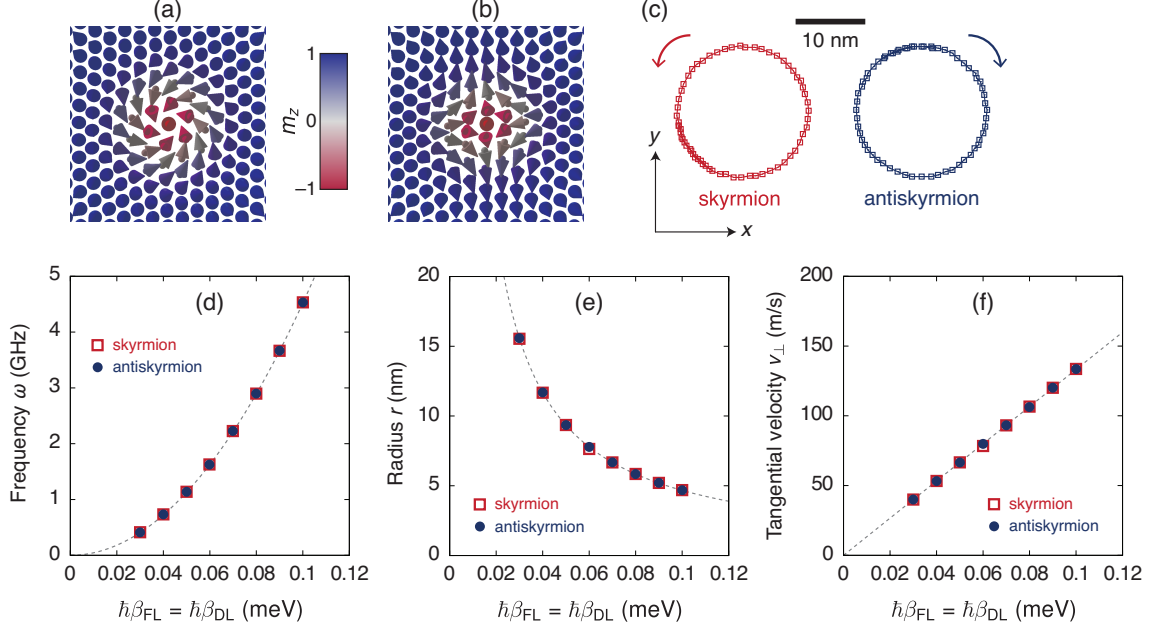 (a)
(b)
(c)
1
0
−1
m_z
10 nm
y
x
skyrmion
antiskyrmion
(d)
5
4
3
2
1
0
Frequency ω (GHz)
skyrmion
antiskyrmion
0 0.02 0.04 0.06 0.08 0.1 0.12
ħβ_FL = ħβ_DL (meV)
(e)
20
15
10
5
0
Radius r (nm)
skyrmion
antiskyrmion
0 0.02 0.04 0.06 0.08 0.1 0.12
ħβ_FL = ħβ_DL (meV)
(f)
200
150
100
50
0
Tangential velocity v_⊥ (m/s)
skyrmion
antiskyrmion
0 0.02 0.04 0.06 0.08 0.1 0.12
ħβ_FL = ħβ_DL (meV)